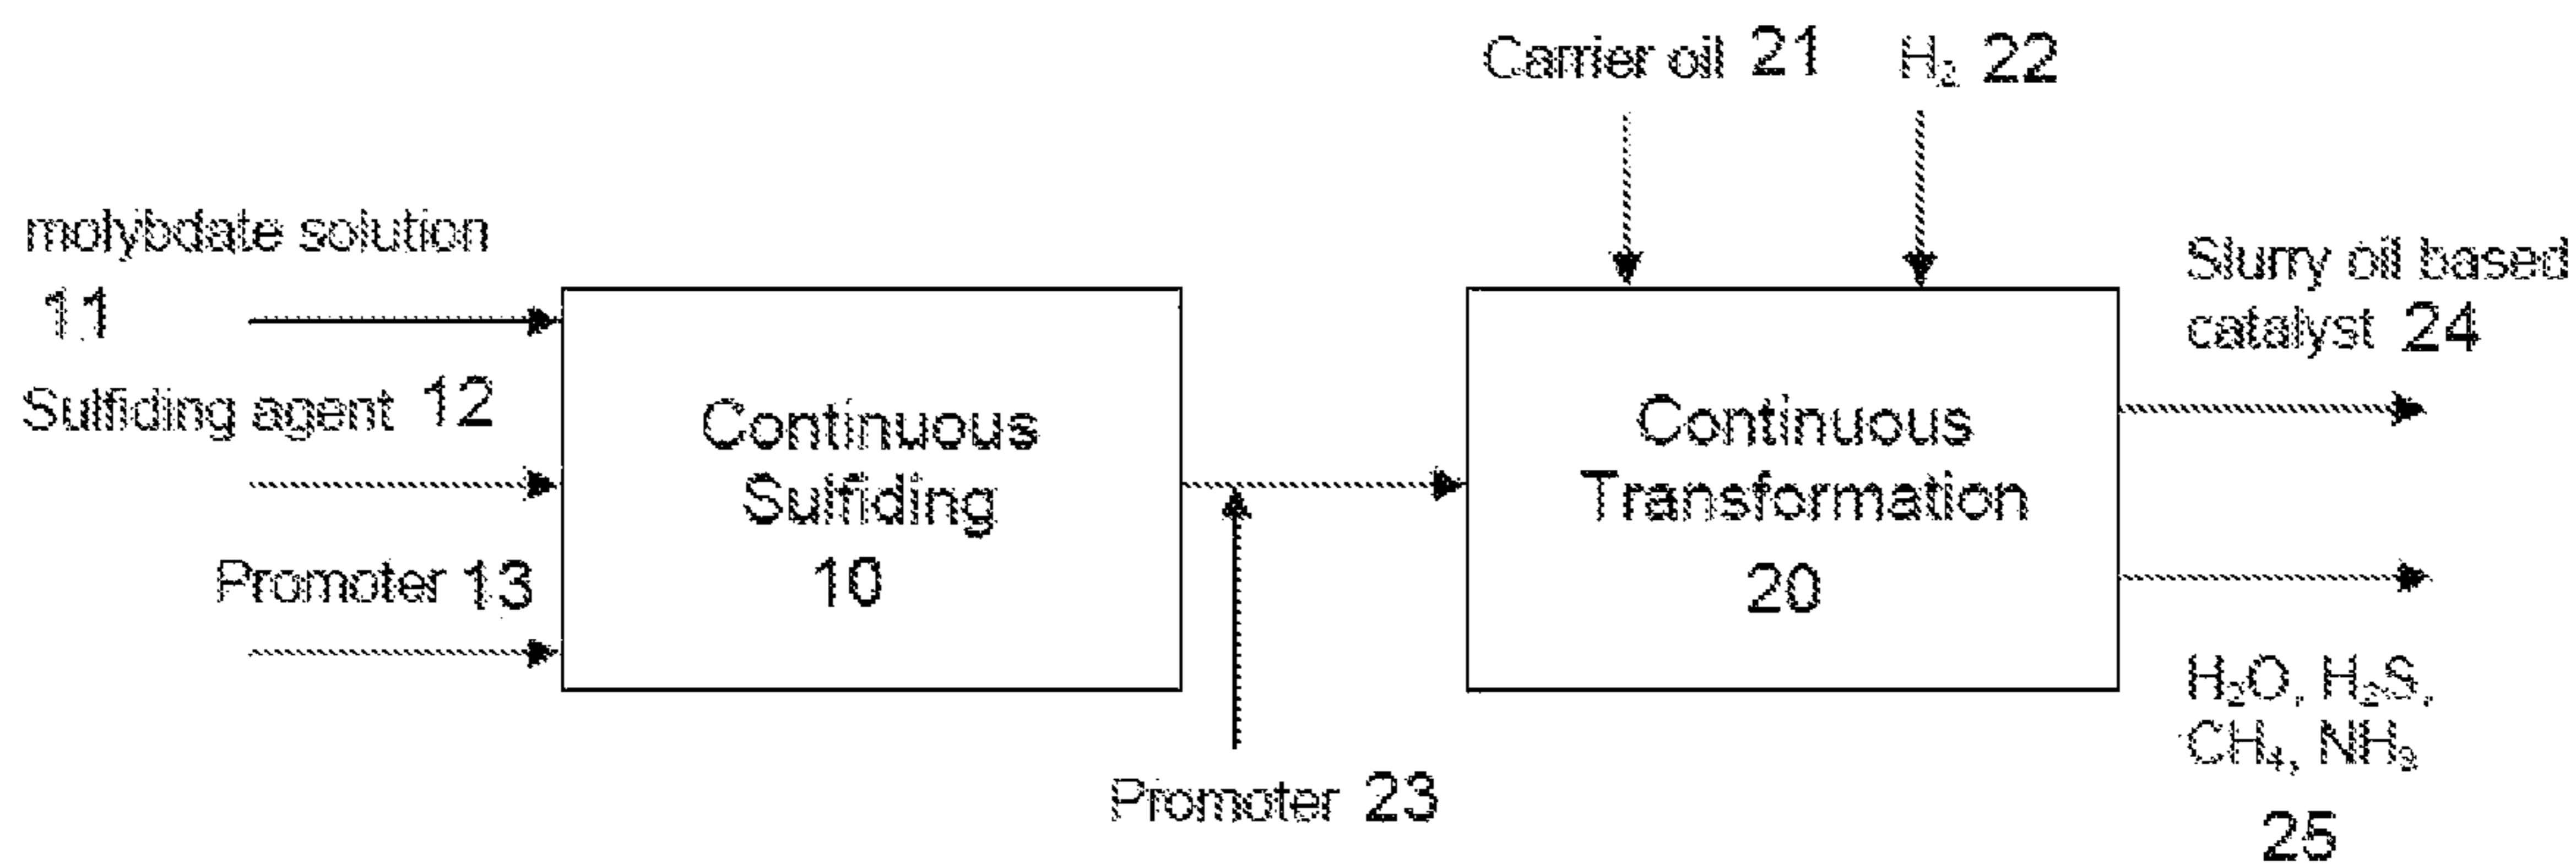 Carrier oil 21
H₂ 22
molybdate solution
11
Sulfiding agent 12
Promoter 13
Continuous
Sulfiding
10
Promoter 23
Continuous
Transformation
20
Slurry oil based
catalyst 24
H₂O, H₂S,
CH₄, NH₃
25